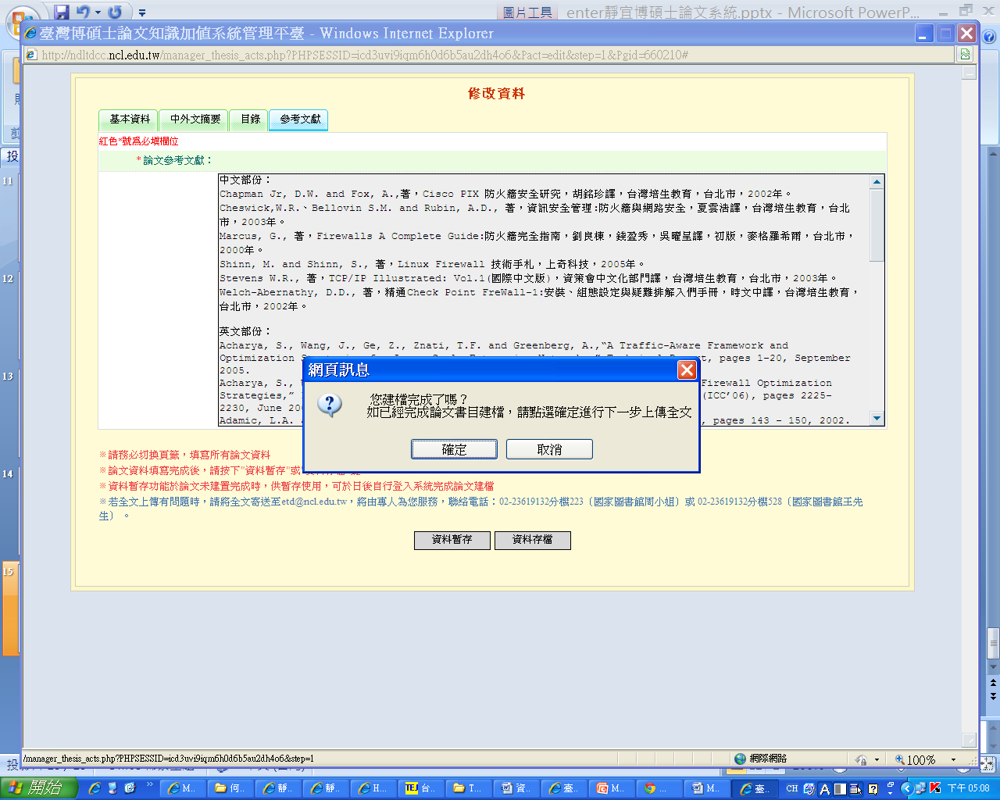 圖片工具
enter靜宜博碩士論文系統.pptx - Microsoft PowerP...
臺灣博碩士論文知識加值系統管理平臺 - Windows Internet Explorer
http://ndltdcc.ncl.edu.tw/manager_thesis_acts.php?PHPSESSID=icd3uvi9iqm6h0d6b5au2dh4o6&Pact=edit&step=1&Pgid=660210#
修改資料
基本資料 中外文摘要 目錄 參考文獻
紅色*號為必填欄位
*論文參考文獻：
中文部份：
Chapman Jr, D.W. and Fox, A.,著，Cisco PIX 防火牆安全研究，胡銘珍譯，台灣培生教育，台北市，2002年。
Cheswick,W.R.、Bellovin S.M. and Rubin, A.D., 著，資訊安全管理:防火牆與網路安全，夏雲浩譯，台灣培生教育，台北
市，2003年。
Marcus, G., 著，Firewalls A Complete Guide:防火牆完全指南，劉良棟，錢盈秀，吳曜呈譯，初版，麥格羅希爾，台北市，
2000年。
Shinn, M. and Shinn, S., 著，Linux Firewall 技術手札，上奇科技，2005年。
Stevens W.R., 著，TCP/IP Illustrated: Vol.1(國際中文版)，資策會中文化部門譯，台灣培生教育，台北市，2003年。
Welch-Abernathy, D.D., 著，精通Check Point FreWall-1:安裝、組態設定與疑難排解入們手冊，時文中譯，台灣培生教育，
台北市，2002年。
英文部份：
Acharya, S., Wang, J., Ge, Z., Znati, T.F. and Greenberg, A.,“A Traffic-Aware Framework and
Optimization
pages 1-20, September
2005.
Acharya, S.,
Firewall Optimization
Strategies,”
(ICC’06), pages 2225-
2230, June
Adamic, L.A.
, pages 143 - 150, 2002.
網頁訊息
您建檔完成了嗎？
如已經完成論文書目建檔，請點選確定進行下一步上傳全文
確定 取消
※請務必切換頁籤，填寫所有論文資料
※論文資料填寫完成後，請按下"資料暫存"或
※資料暫存功能於論文未建置完成時，供暫存使用，可於日後自行登入系統完成論文建檔
※若全文上傳有問題時，請將全文寄送至etd@ncl.edu.tw，將由專人為您服務，聯絡電話：02-23619132分機223〔國家圖書館周小姐〕或 02-23619132分機528〔國家圖書館王先
生〕 。
資料暫存 資料存檔
11
12
13
14
15
/manager_thesis_acts.php?PHPSESSID=icd3uvi9iqm6h0d6b5au2dh4o6&step=1
網際網路
100%
開始
M..
何..
靜..
靜..
H..
台..
T...
資..
臺..
M..
...
M..
臺..
CH
下午 05:08